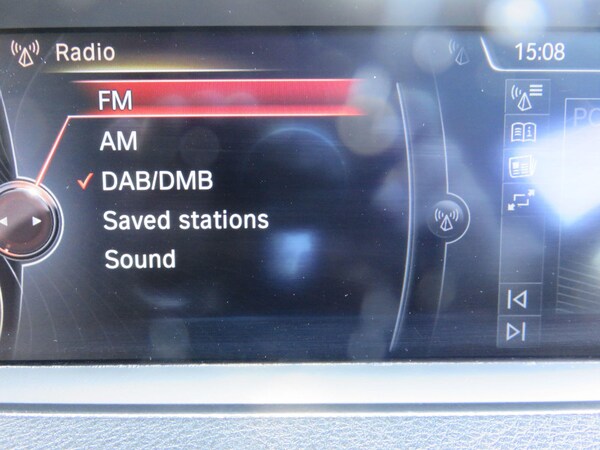 Radio
15:08
FM
AM
DAB/DMB
Saved stations
Sound